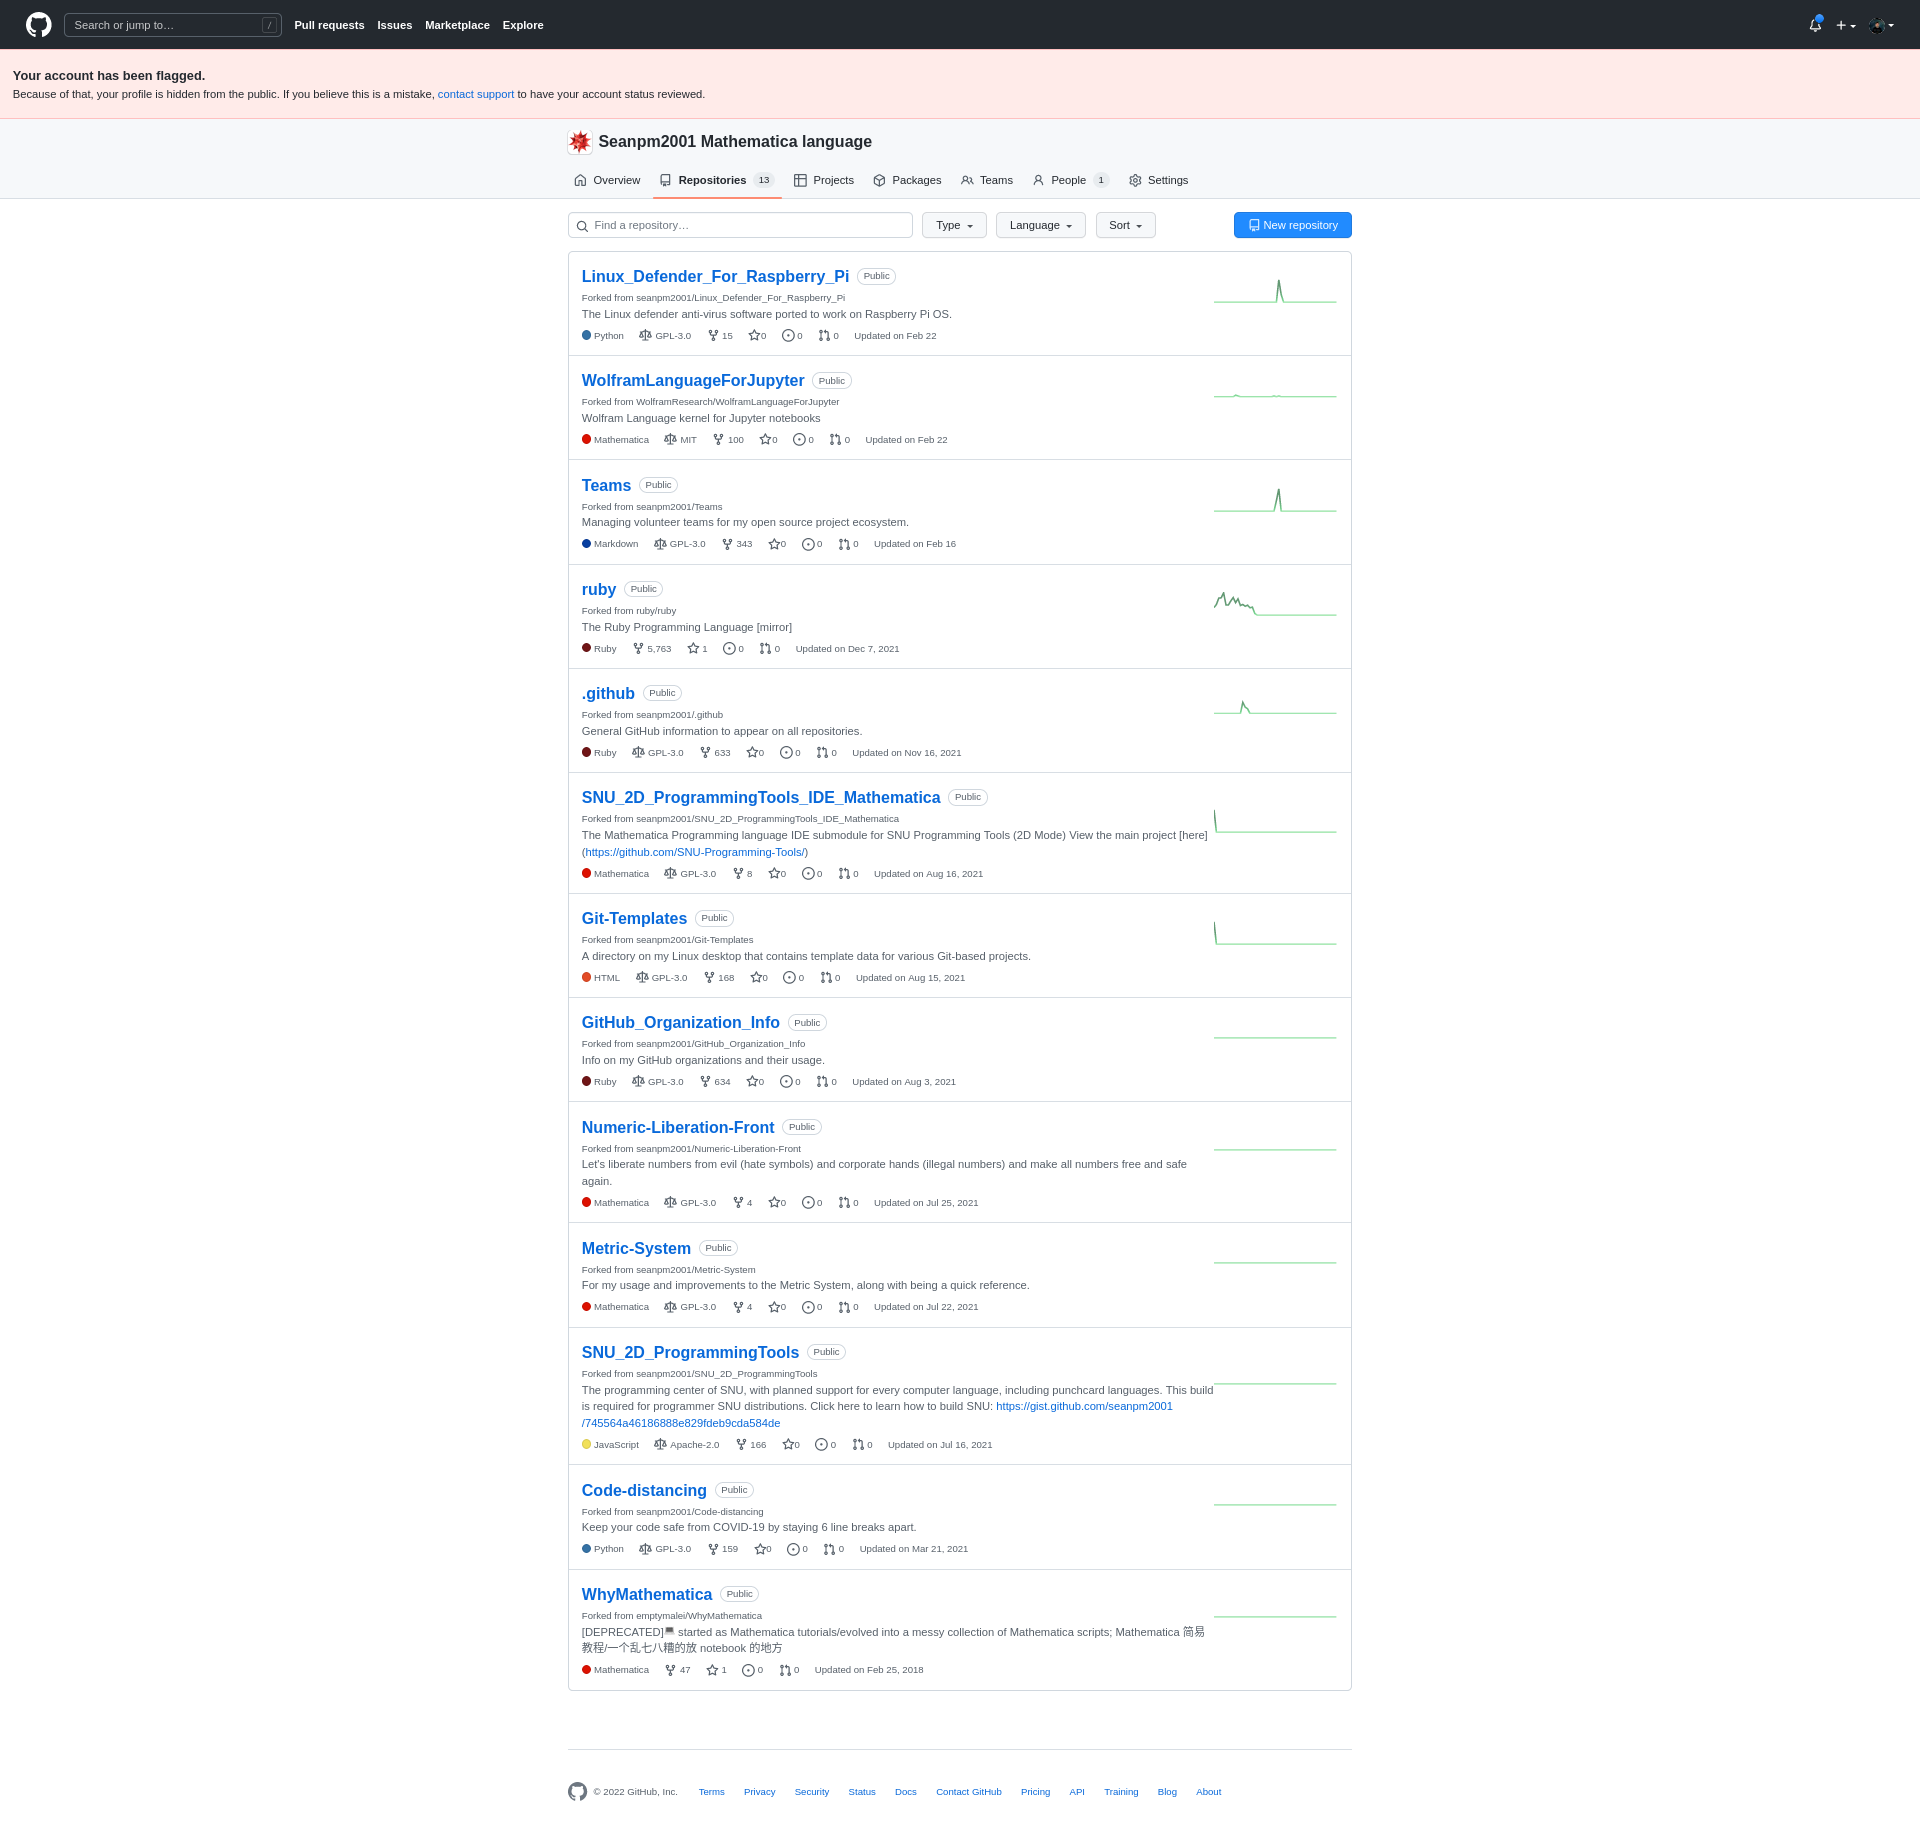 Search or jump to… /
Pull requests Issues Marketplace Explore
Your account has been flagged.
Because of that, your profile is hidden from the public. If you believe this is a mistake, contact support to have your account status reviewed.
Seanpm2001 Mathematica language
Overview Repositories 13 Projects Packages Teams People 1 Settings
Find a repository… Type Language Sort New repository
Linux_Defender_For_Raspberry_Pi Public
Forked from seanpm2001/Linux_Defender_For_Raspberry_Pi
The Linux defender anti-virus software ported to work on Raspberry Pi OS.
Python GPL-3.0 15 0 0 0 Updated on Feb 22
WolframLanguageForJupyter Public
Forked from WolframResearch/WolframLanguageForJupyter
Wolfram Language kernel for Jupyter notebooks
Mathematica MIT 100 0 0 0 Updated on Feb 22
Teams Public
Forked from seanpm2001/Teams
Managing volunteer teams for my open source project ecosystem.
Markdown GPL-3.0 343 0 0 0 Updated on Feb 16
ruby Public
Forked from ruby/ruby
The Ruby Programming Language [mirror]
Ruby 5,763 1 0 0 Updated on Dec 7, 2021
.github Public
Forked from seanpm2001/.github
General GitHub information to appear on all repositories.
Ruby GPL-3.0 633 0 0 0 Updated on Nov 16, 2021
SNU_2D_ProgrammingTools_IDE_Mathematica Public
Forked from seanpm2001/SNU_2D_ProgrammingTools_IDE_Mathematica
The Mathematica Programming language IDE submodule for SNU Programming Tools (2D Mode) View the main project [here]
(https://github.com/SNU-Programming-Tools/)
Mathematica GPL-3.0 8 0 0 0 Updated on Aug 16, 2021
Git-Templates Public
Forked from seanpm2001/Git-Templates
A directory on my Linux desktop that contains template data for various Git-based projects.
HTML GPL-3.0 168 0 0 0 Updated on Aug 15, 2021
GitHub_Organization_Info Public
Forked from seanpm2001/GitHub_Organization_Info
Info on my GitHub organizations and their usage.
Ruby GPL-3.0 634 0 0 0 Updated on Aug 3, 2021
Numeric-Liberation-Front Public
Forked from seanpm2001/Numeric-Liberation-Front
Let's liberate numbers from evil (hate symbols) and corporate hands (illegal numbers) and make all numbers free and safe
again.
Mathematica GPL-3.0 4 0 0 0 Updated on Jul 25, 2021
Metric-System Public
Forked from seanpm2001/Metric-System
For my usage and improvements to the Metric System, along with being a quick reference.
Mathematica GPL-3.0 4 0 0 0 Updated on Jul 22, 2021
SNU_2D_ProgrammingTools Public
Forked from seanpm2001/SNU_2D_ProgrammingTools
The programming center of SNU, with planned support for every computer language, including punchcard languages. This build
is required for programmer SNU distributions. Click here to learn how to build SNU: https://gist.github.com/seanpm2001
/745564a46186888e829fdeb9cda584de
JavaScript Apache-2.0 166 0 0 0 Updated on Jul 16, 2021
Code-distancing Public
Forked from seanpm2001/Code-distancing
Keep your code safe from COVID-19 by staying 6 line breaks apart.
Python GPL-3.0 159 0 0 0 Updated on Mar 21, 2021
WhyMathematica Public
Forked from emptymalei/WhyMathematica
[DEPRECATED]💻 started as Mathematica tutorials/evolved into a messy collection of Mathematica scripts; Mathematica 简易
教程/一个乱七八糟的放 notebook 的地方
Mathematica 47 1 0 0 Updated on Feb 25, 2018
© 2022 GitHub, Inc. Terms Privacy Security Status Docs Contact GitHub Pricing API Training Blog About